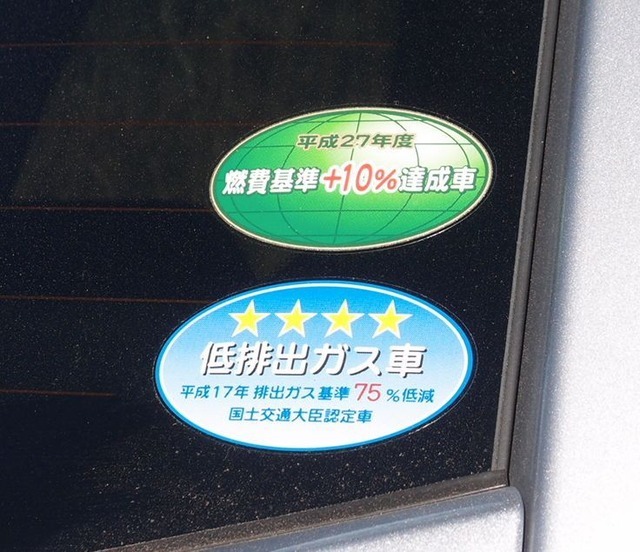 平成27年度
燃費基準+10%達成車
低排出ガス車
平成17年 排出ガス基準 75 %低減
国土交通大臣認定車